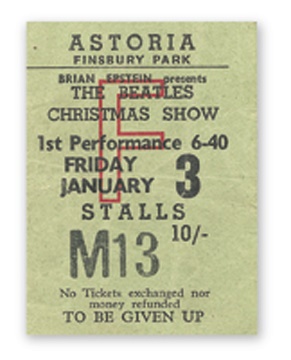 ASTORIA
FINSBURY PARK
BRIAN EPSTEIN presents
THE BEATLES
CHRISTMAS SHOW
F
1st Performance 6-40
FRIDAY
JANUARY 3
STALLS
M13 10/-
No Tickets exchanged nor
money refunded
TO BE GIVEN UP